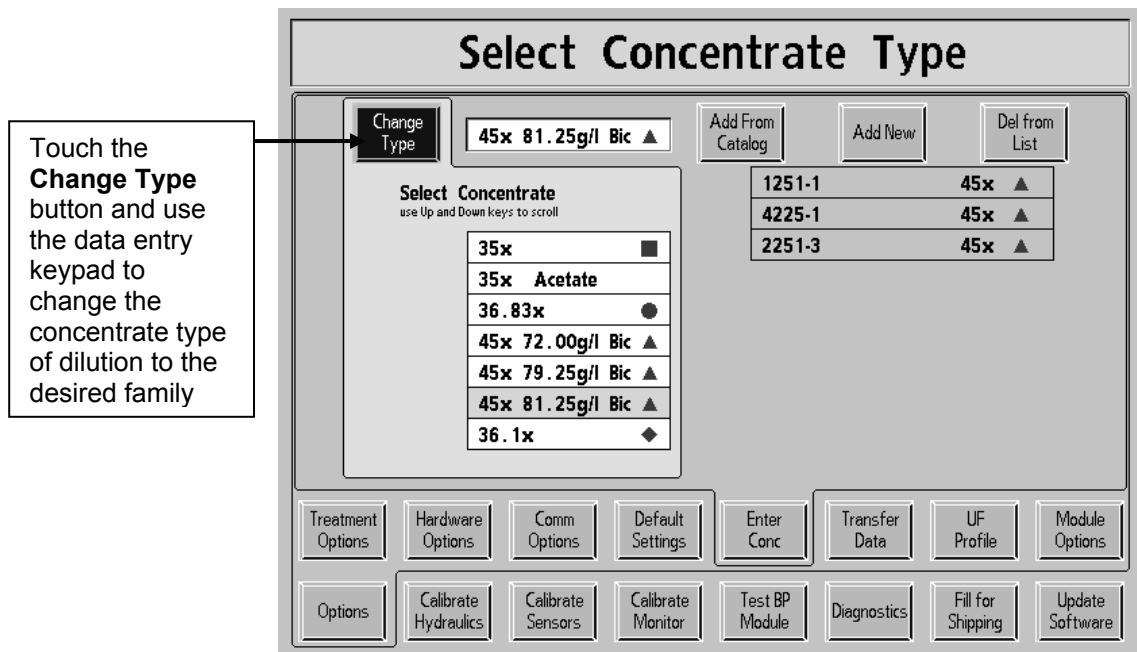 Select Concentrate Type
Touch the
Change Type
button and use
the data entry
keypad to
change the
concentrate type
of dilution to the
desired family
Change
Type
45x 81.25g/l Bic ▲
Add From
Catalog
Add New
Del from
List
Select Concentrate
use Up and Down keys to scroll
35x ■
35x Acetate
36.83x ●
45x 72.00g/l Bic ▲
45x 79.25g/l Bic ▲
45x 81.25g/l Bic ▲
36.1x ◆
1251-1 45x ▲
4225-1 45x ▲
2251-3 45x ▲
Treatment
Options
Hardware
Options
Comm
Options
Default
Settings
Enter
Conc
Transfer
Data
UF
Profile
Module
Options
Options
Calibrate
Hydraulics
Calibrate
Sensors
Calibrate
Monitor
Test BP
Module
Diagnostics
Fill for
Shipping
Update
Software